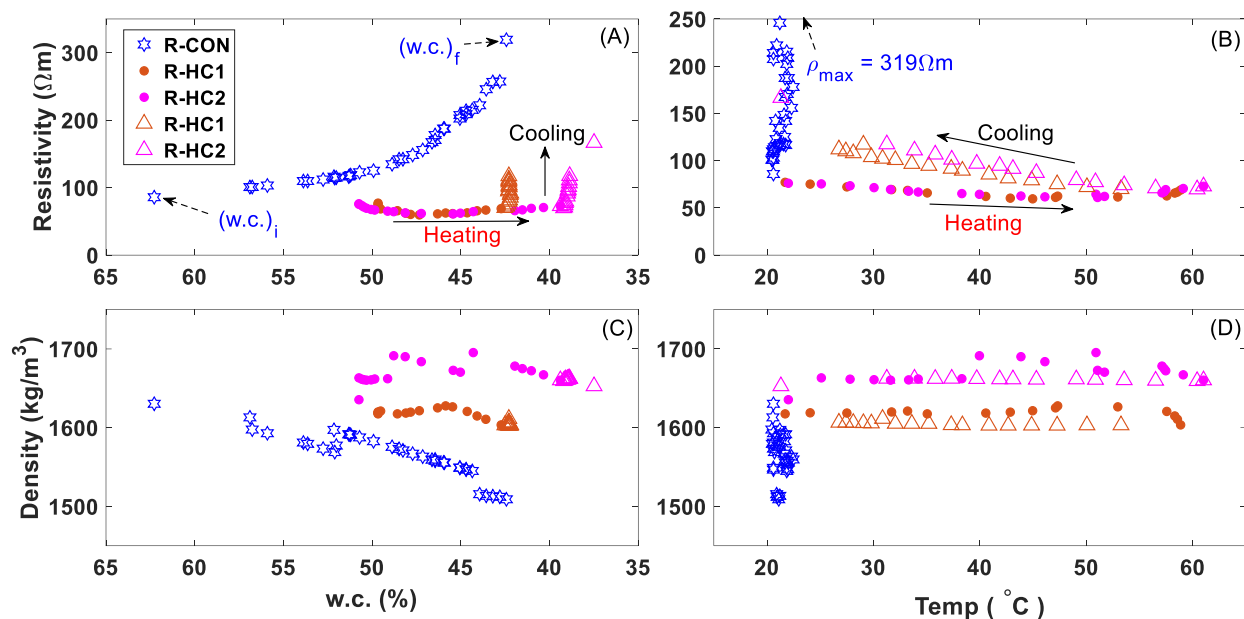 Resistivity (Ωm)
300
200
100
0
R-CON
R-HC1
R-HC2
R-HC1
R-HC2
(w.c.)f
(w.c.)i
(A)
Cooling
Heating
65 60 55 50 45 40 35
250
200
150
100
50
0
(B)
ρmax = 319Ωm
Cooling
Heating
20 30 40 50 60
Density (kg/m³)
1700
1600
1500
(C)
65 60 55 50 45 40 35
w.c. (%)
1700
1600
1500
(D)
20 30 40 50 60
Temp ( °C)